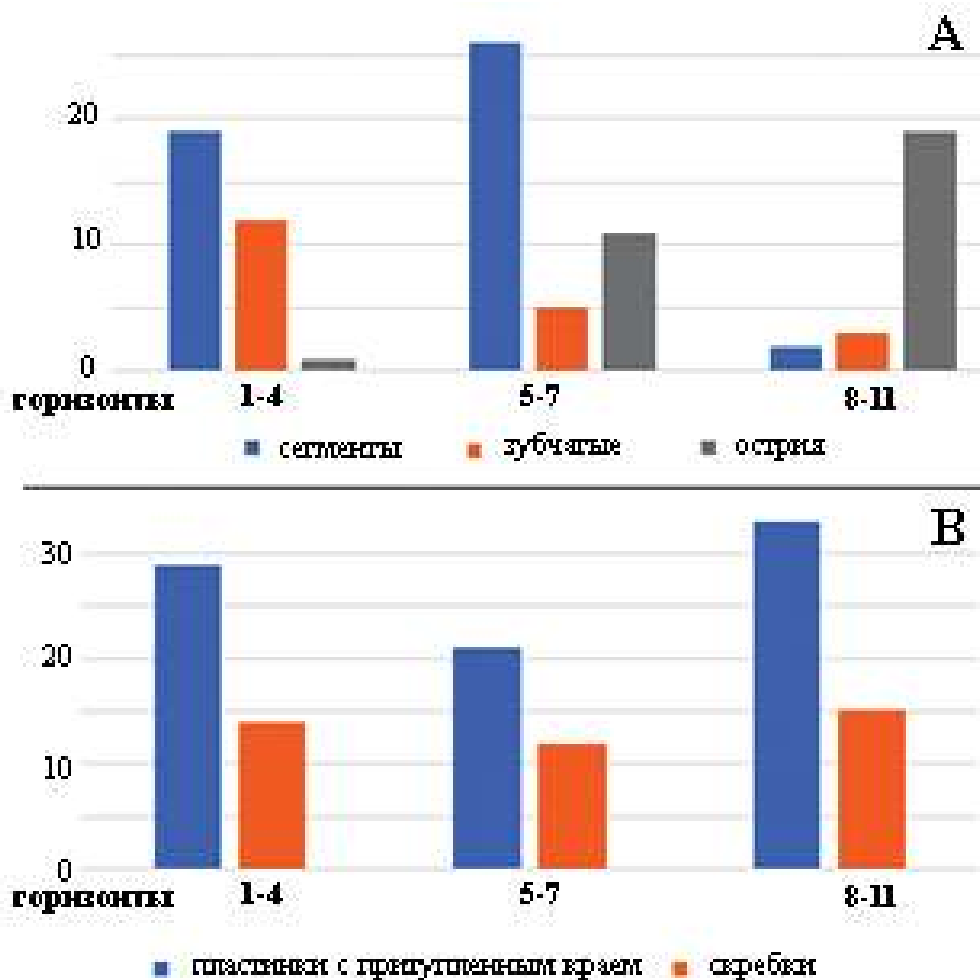 A
20
10
0
горизонты 1-4 5-7 8-11
сегменты зубчатые острия
B
30
20
10
0
горизонты 1-4 5-7 8-11
пластинки с притупленным краем скребки